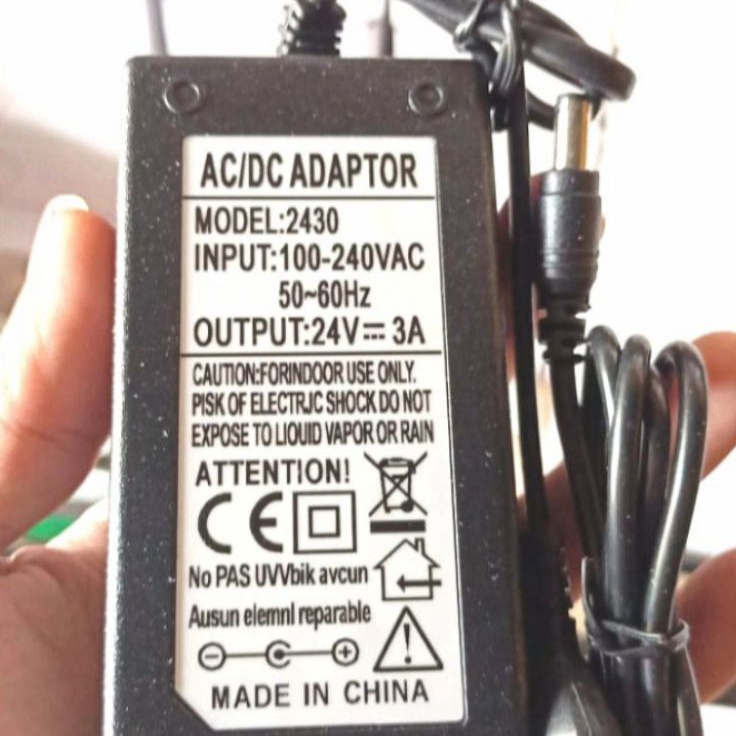 AC/DC ADAPTOR
MODEL:2430
INPUT:100-240VAC
50~60Hz
OUTPUT:24V⎓3A
CAUTION:FORINDOOR USE ONLY.
PISK OF ELECTRJC SHOCK DO NOT
EXPOSE TO LIOUID VAPOR OR RAIN
ATTENTION!
CE
No PAS UVVbik avcun
Ausun elemnl reparable
MADE IN CHINA